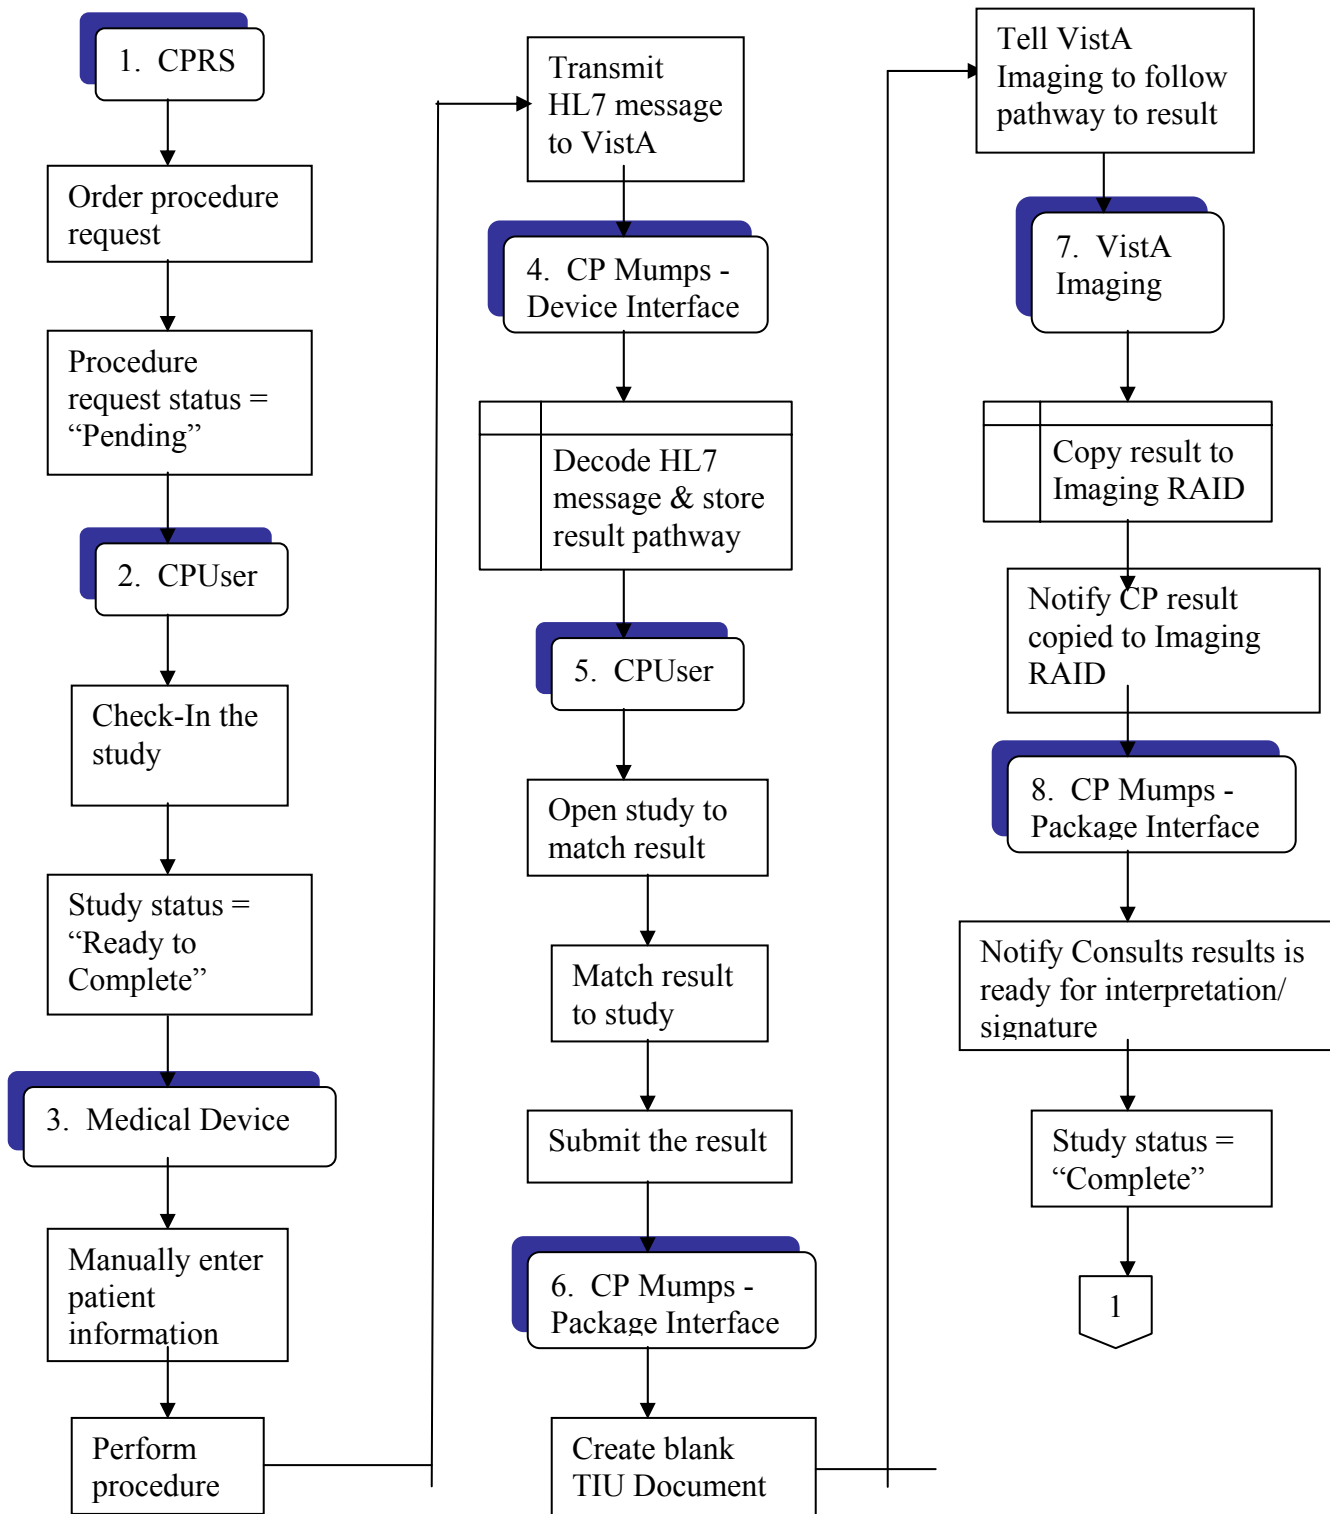 1. CPRS
Order procedure
request
Procedure
request status =
“Pending”
2. CPUser
Check-In the
study
Study status =
“Ready to
Complete”
3. Medical Device
Manually enter
patient
information
Perform
procedure
Transmit
HL7 message
to VistA
4. CP Mumps -
Device Interface
Decode HL7
message & store
result pathway
5. CPUser
Open study to
match result
Match result
to study
Submit the result
6. CP Mumps -
Package Interface
Create blank
TIU Document
Tell VistA
Imaging to follow
pathway to result
7. VistA
Imaging
Copy result to
Imaging RAID
Notify CP result
copied to Imaging
RAID
8. CP Mumps -
Package Interface
Notify Consults results is
ready for interpretation/
signature
Study status =
“Complete”
1